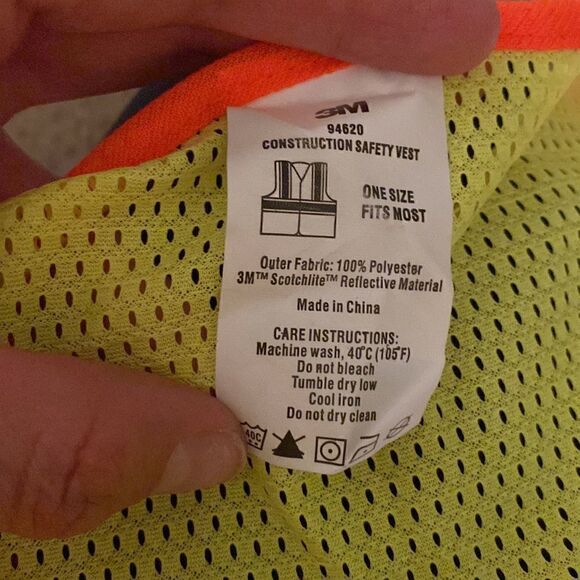 3M
94620
CONSTRUCTION SAFETY VEST
ONE SIZE
FITS MOST
Outer Fabric: 100% Polyester
3M™ Scotchlite™ Reflective Material
Made in China
CARE INSTRUCTIONS:
Machine wash, 40°C (105°F)
Do not bleach
Tumble dry low
Cool iron
Do not dry clean
40C